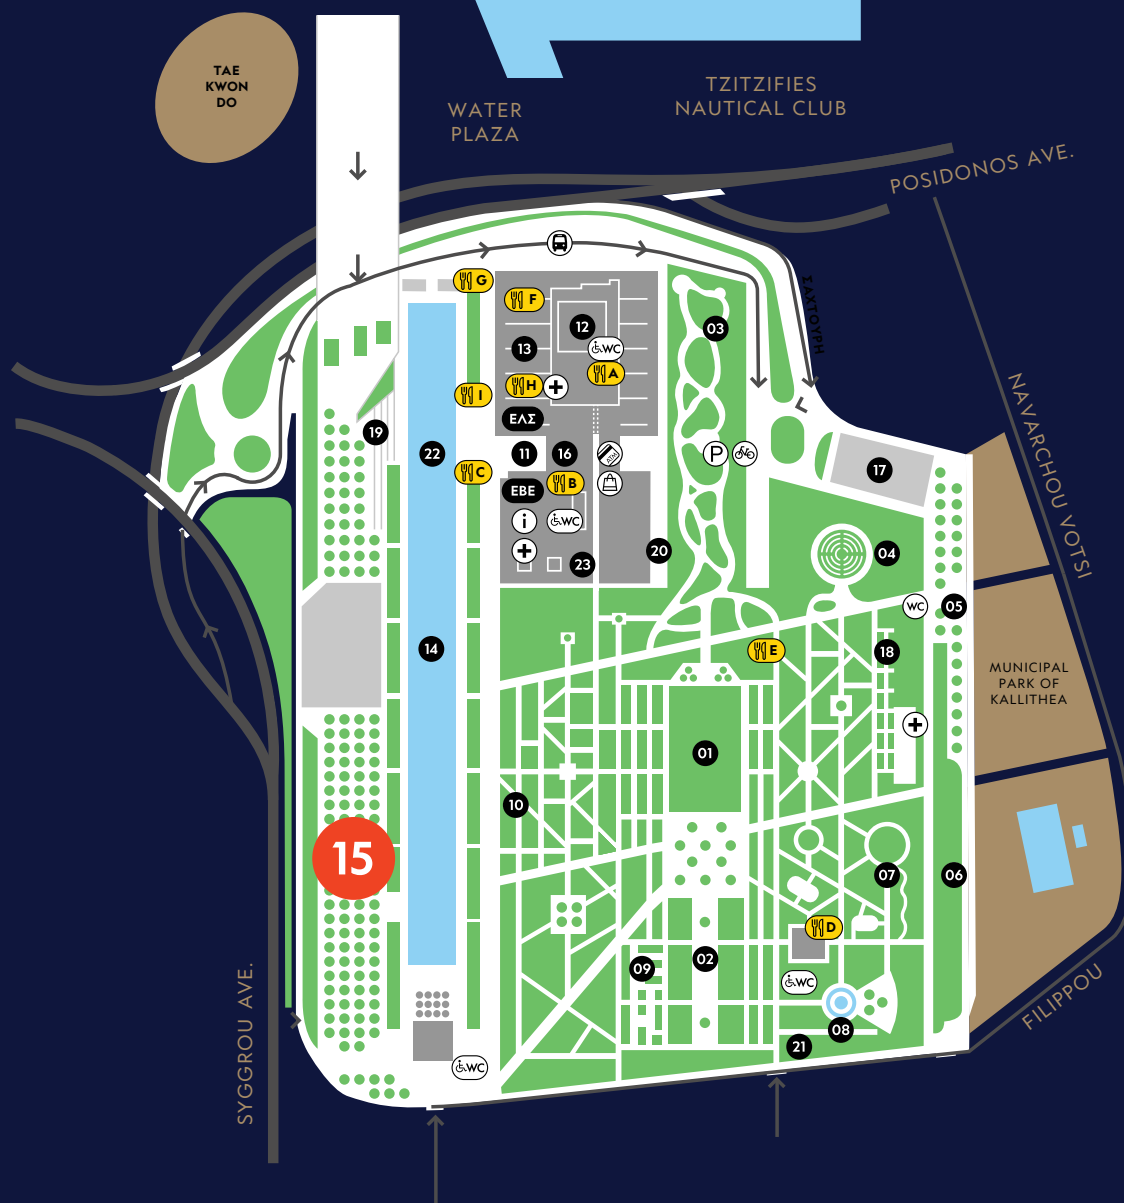 TAE
KWON
DO
WATER
PLAZA
TZITZIFIES
NAUTICAL CLUB
POSIDONOS AVE.
ΣΑΧΤΟΥΡΗ
NAVARCHOU VOTSI
G
F
12
03
13
WC
A
H
I
ΕΛΣ
19
22
11
16
ATM
P
17
C
ΕΒΕ
B
i
WC
23
20
04
WC
05
14
E
18
MUNICIPAL
PARK OF
KALLITHEA
01
10
15
07
06
D
02
09
WC
08
21
WC
SYGGROU AVE.
FILIPPOU